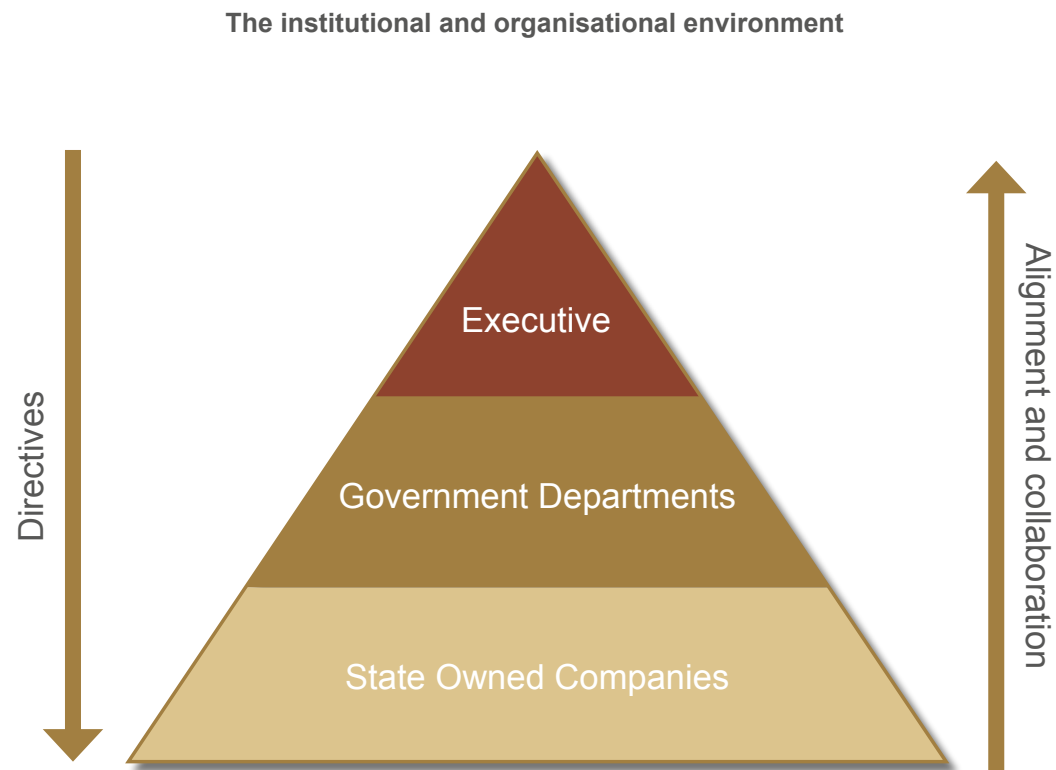 The institutional and organisational environment
Directives
Executive
Government Departments
State Owned Companies
Alignment and collaboration